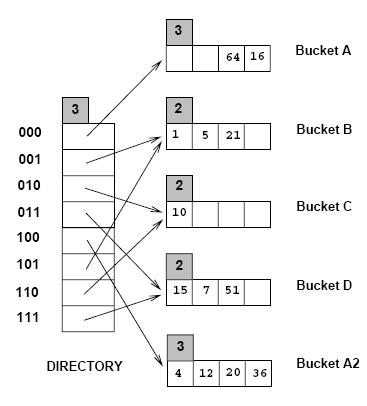 3
64 16 Bucket A
3
2
000
1 5 21 Bucket B
001
010
2
011
10 Bucket C
100
101
2
110
15 7 51 Bucket D
111
3
DIRECTORY
4 12 20 36 Bucket A2